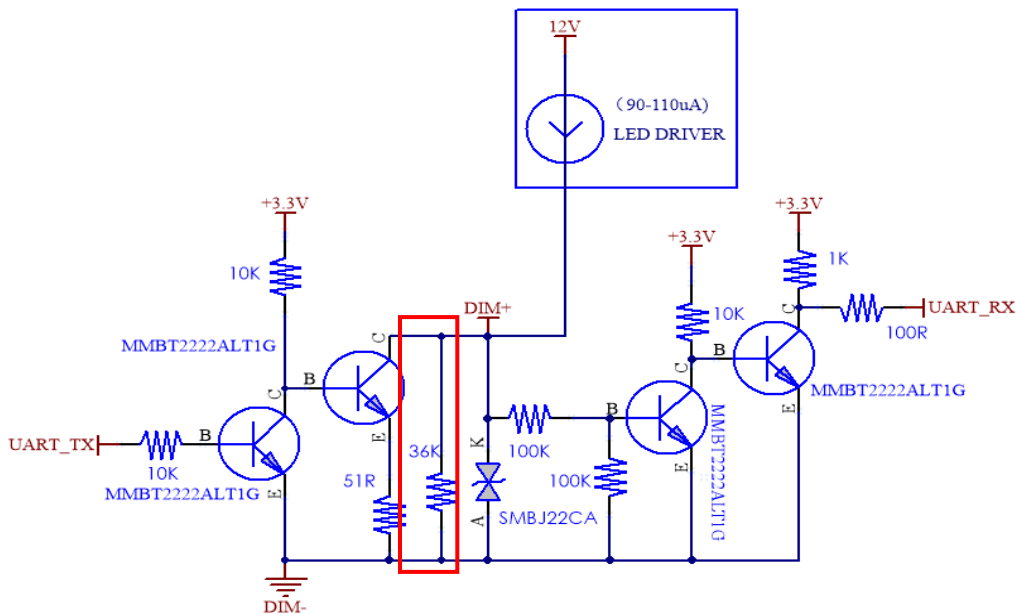 12V
（90-110uA)
LED DRIVER
+3.3V
+3.3V
+3.3V
10K
1K
DIM+
UART_RX
10K
100R
MMBT2222ALT1G
C
C
C
C
B
B
B
B
MMBT2222ALT1G
UART_TX
10K
MMBT2222ALT1G
E
E
E
E
51R
36K
K
A
100K
100K
SMBJ22CA
MMBT2222ALT1G
DIM-